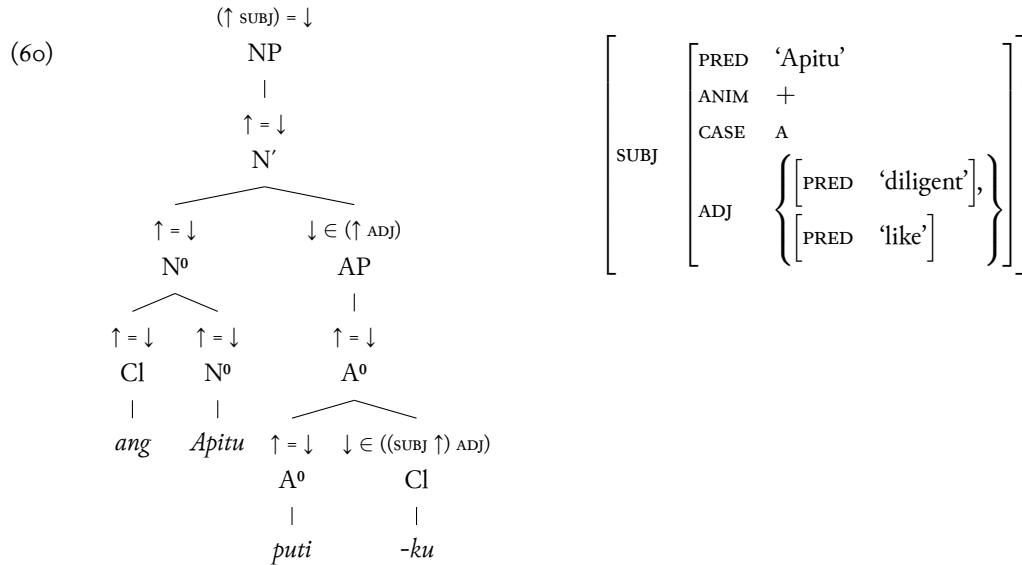 (60)
(↑ SUBJ) = ↓
NP
↑ = ↓
N′
↑ = ↓ ↓ ∈ (↑ ADJ)
N⁰ AP
↑ = ↓ ↑ = ↓ ↑ = ↓
Cl N⁰ A⁰
ang Apitu ↑ = ↓ ↓ ∈ ((SUBJ ↑) ADJ)
A⁰ Cl
puti -ku
PRED ‘Apitu’
ANIM +
CASE A
SUBJ
ADJ
{[PRED ‘diligent’],
[PRED ‘like’]}